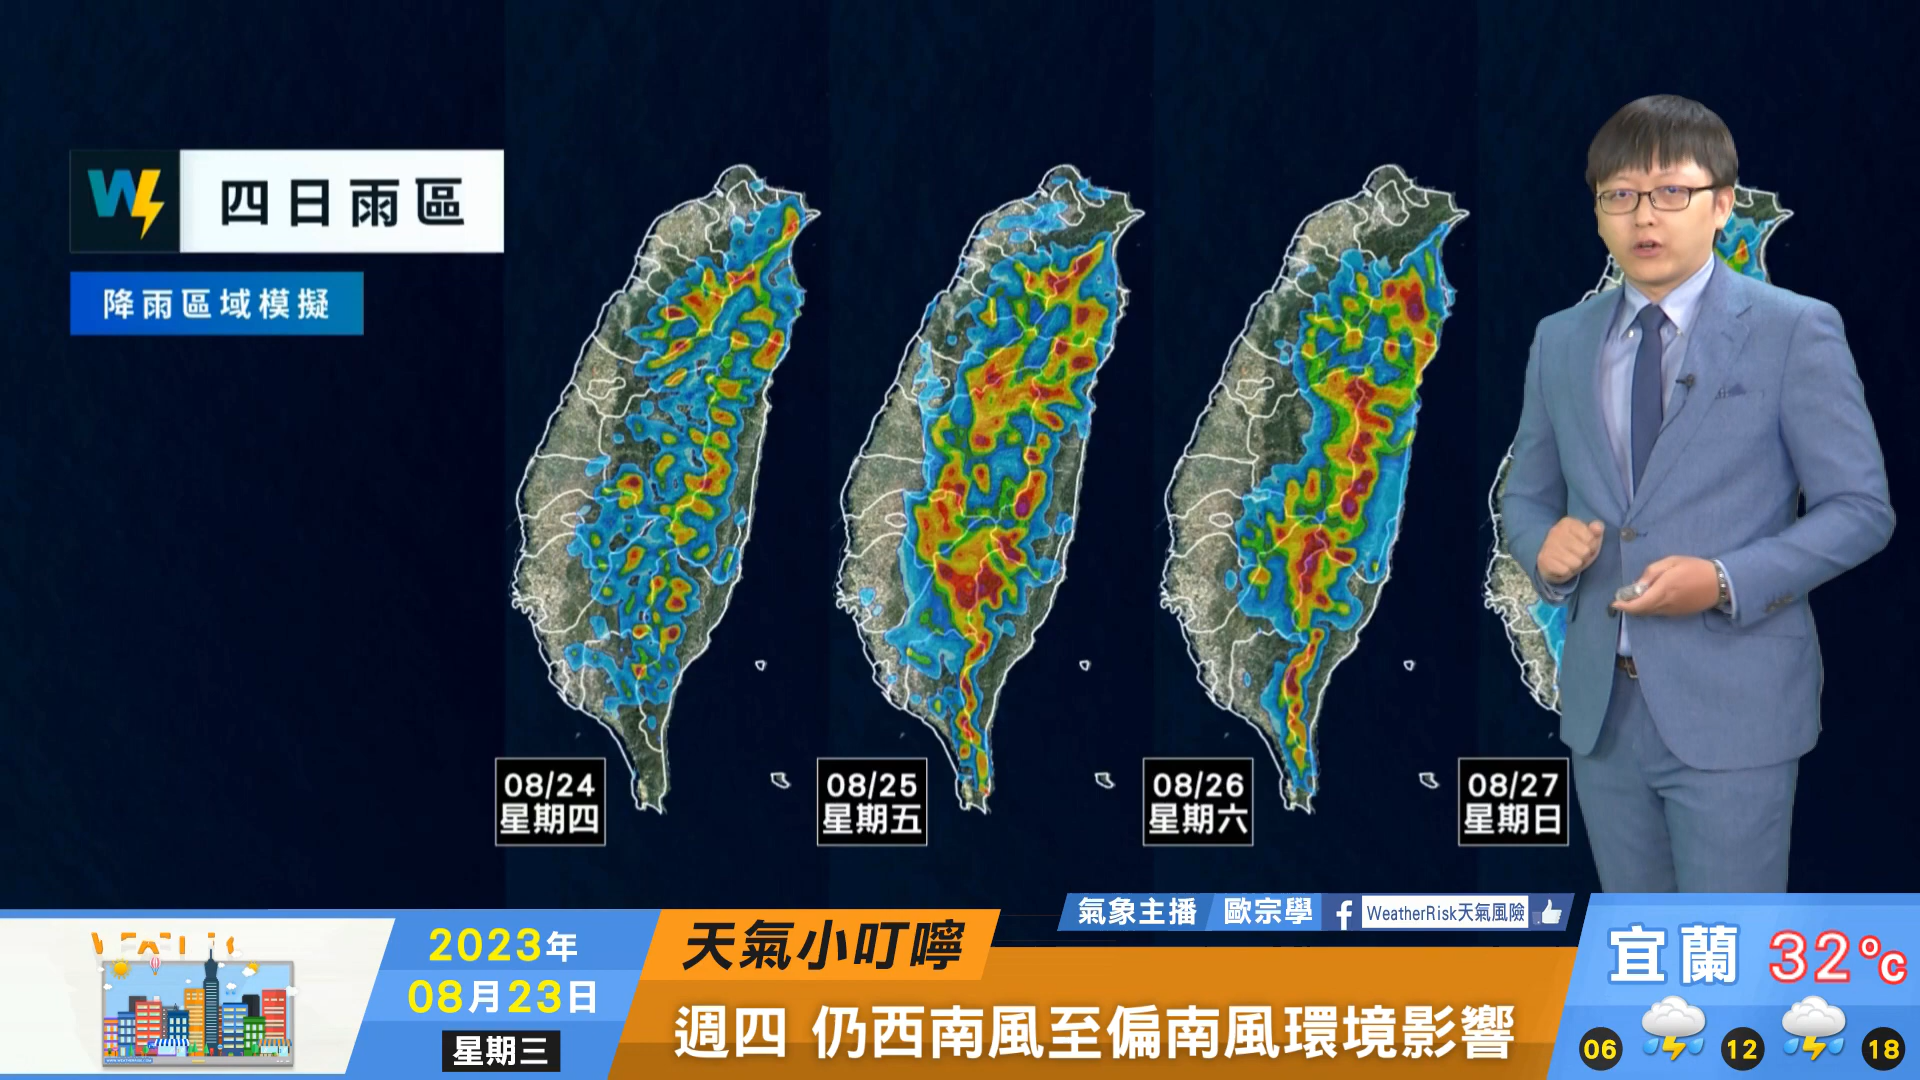 W
四日雨區
降雨區域模擬
08/24
星期四
08/25
星期五
08/26
星期六
08/27
星期日
氣象主播 歐宗學 f WeatherRisk天氣風險
2023年
08月23日
星期三
天氣小叮嚀
週四 仍西南風至偏南風環境影響
宜蘭 32°c
06 12 18